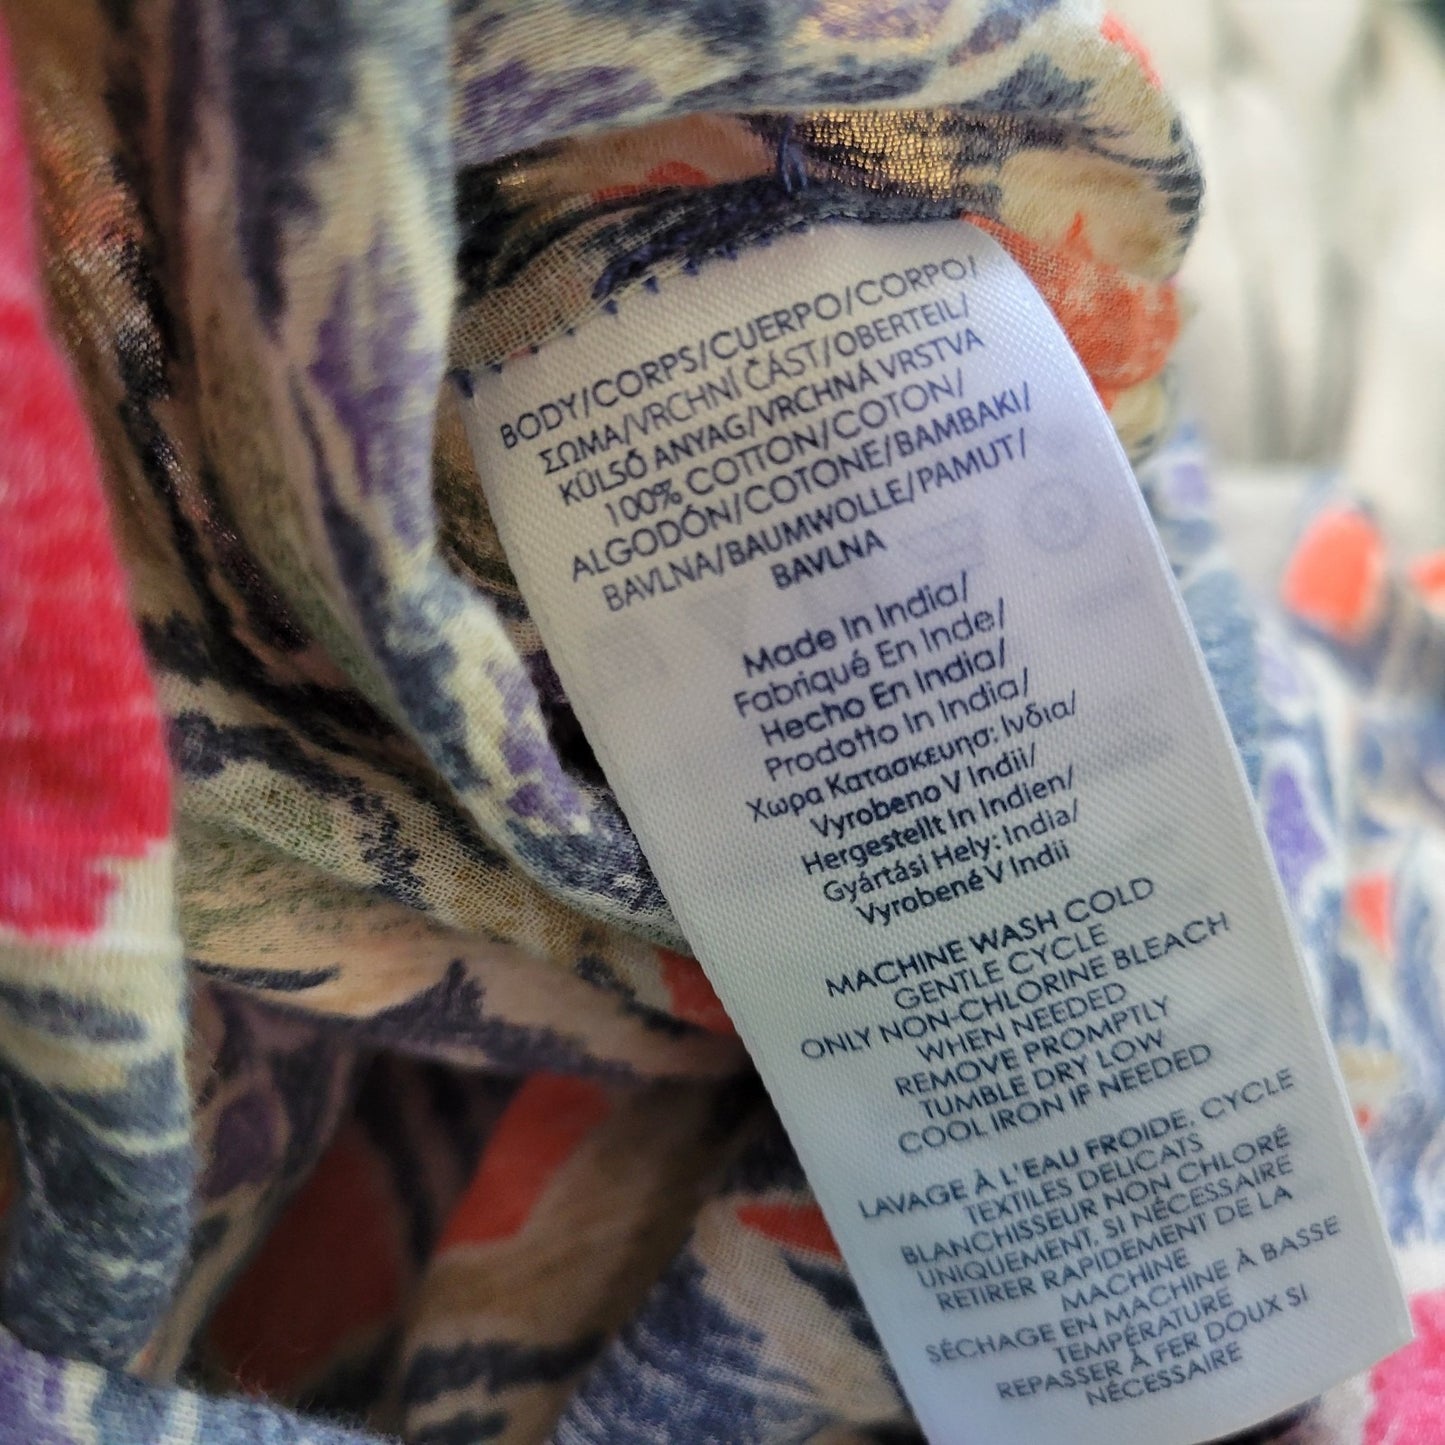 BODY/CORPS/CUERPO/CORPO/
ΣΩΜΑ/VRCHNÍ ČÁST/OBERTEIL/
KÜLSŐ ANYAG/VRCHNÁ VRSTVA
100% COTTON/COTON/
ALGODÓN/COTONE/BAMBAKI/
BAVLNA/BAUMWOLLE/PAMUT/
BAVLNA
Made In India/
Fabriqué En Inde/
Hecho En India/
Prodotto In India/
Χωρα Κατασκευησ: Ινδια/
Vyrobeno V Indii/
Hergestellt In Indien/
Gyártási Hely: India/
Vyrobené V Indii
MACHINE WASH COLD
GENTLE CYCLE
ONLY NON-CHLORINE BLEACH
WHEN NEEDED
REMOVE PROMPTLY
TUMBLE DRY LOW
COOL IRON IF NEEDED
LAVAGE À L'EAU FROIDE, CYCLE
TEXTILES DELICATS
BLANCHISSEUR NON CHLORÉ
UNIQUEMENT, SI NÉCESSAIRE
RETIRER RAPIDEMENT DE LA
MACHINE
SÉCHAGE EN MACHINE À BASSE
TEMPÉRATURE
REPASSER À FER DOUX SI
NÉCESSAIRE